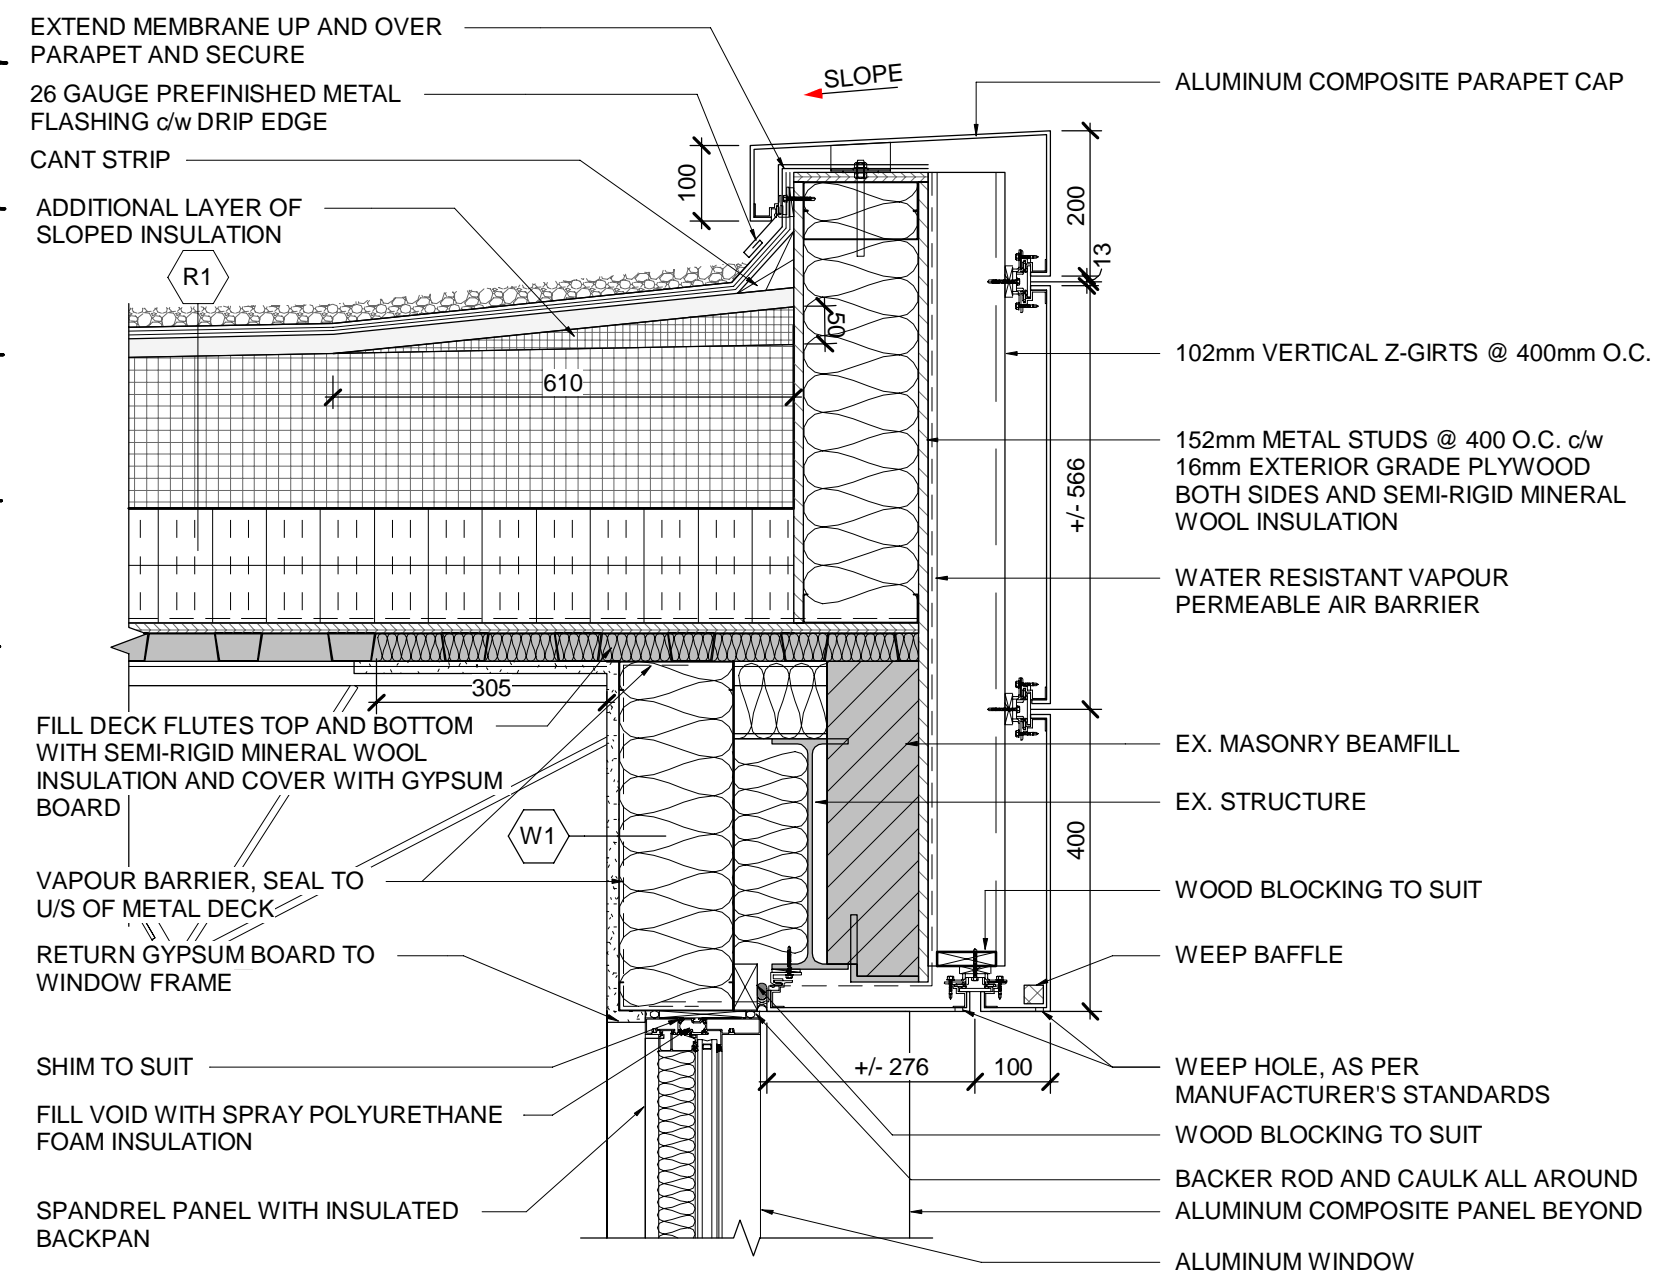 EXTEND MEMBRANE UP AND OVER
PARAPET AND SECURE
26 GAUGE PREFINISHED METAL
FLASHING c/w DRIP EDGE
CANT STRIP
ADDITIONAL LAYER OF
SLOPED INSULATION
R1
SLOPE
100
610
50
305
FILL DECK FLUTES TOP AND BOTTOM
WITH SEMI-RIGID MINERAL WOOL
INSULATION AND COVER WITH GYPSUM
BOARD
W1
VAPOUR BARRIER, SEAL TO
U/S OF METAL DECK
RETURN GYPSUM BOARD TO
WINDOW FRAME
SHIM TO SUIT
FILL VOID WITH SPRAY POLYURETHANE
FOAM INSULATION
SPANDREL PANEL WITH INSULATED
BACKPAN
ALUMINUM COMPOSITE PARAPET CAP
200
13
102mm VERTICAL Z-GIRTS @ 400mm O.C.
152mm METAL STUDS @ 400 O.C. c/w
16mm EXTERIOR GRADE PLYWOOD
BOTH SIDES AND SEMI-RIGID MINERAL
WOOL INSULATION
+/- 566
WATER RESISTANT VAPOUR
PERMEABLE AIR BARRIER
EX. MASONRY BEAMFILL
EX. STRUCTURE
400
WOOD BLOCKING TO SUIT
WEEP BAFFLE
+/- 276
100
WEEP HOLE, AS PER
MANUFACTURER'S STANDARDS
WOOD BLOCKING TO SUIT
BACKER ROD AND CAULK ALL AROUND
ALUMINUM COMPOSITE PANEL BEYOND
ALUMINUM WINDOW